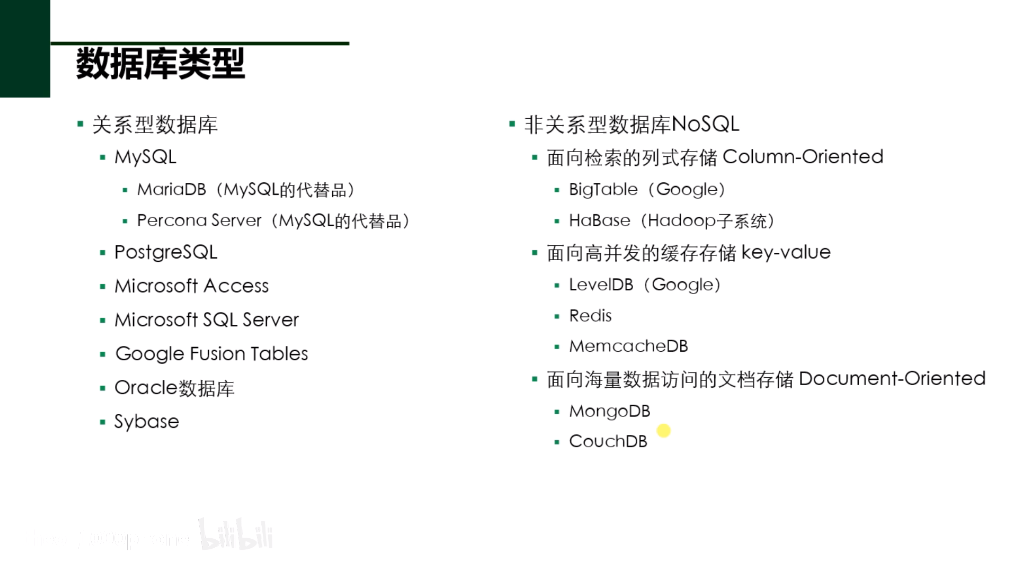 数据库类型
关系型数据库
MySQL
MariaDB（MySQL的代替品）
Percona Server（MySQL的代替品）
PostgreSQL
Microsoft Access
Microsoft SQL Server
Google Fusion Tables
Oracle数据库
Sybase
非关系型数据库NoSQL
面向检索的列式存储 Column-Oriented
BigTable（Google）
HaBase（Hadoop子系统）
面向高并发的缓存存储 key-value
LevelDB（Google）
Redis
MemcacheDB
面向海量数据访问的文档存储 Document-Oriented
MongoDB
CouchDB
bilibili